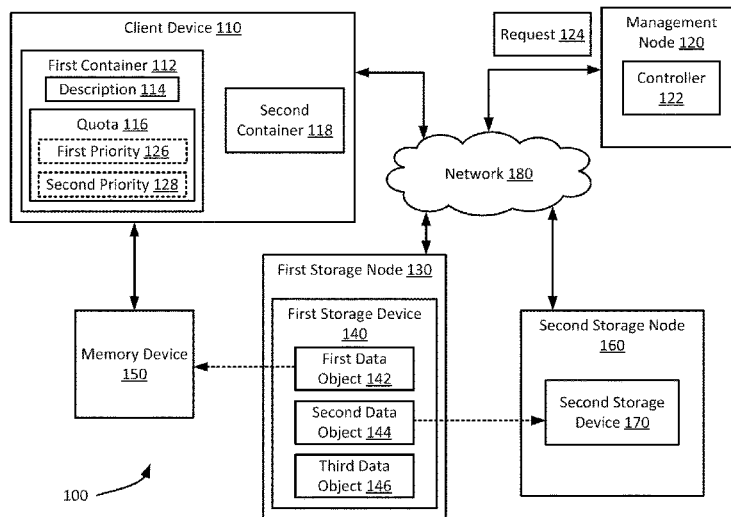 Client Device 110
First Container 112
Description 114
Quota 116
First Priority 126
Second Priority 128
Second
Container 118
Request 124
Management
Node 120
Controller
122
Network 180
Memory Device
150
First Storage Node 130
First Storage Device
140
First Data
Object 142
Second Data
Object 144
Third Data
Object 146
Second Storage Node
160
Second Storage
Device 170
100